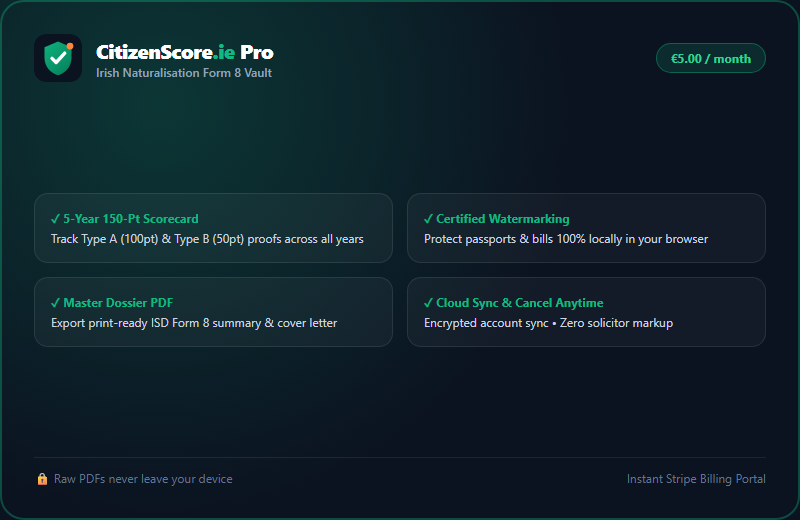 CitizenScore.ie Pro
Irish Naturalisation Form 8 Vault
€5.00 / month
✓ 5-Year 150-Pt Scorecard
Track Type A (100pt) & Type B (50pt) proofs across all years
✓ Certified Watermarking
Protect passports & bills 100% locally in your browser
✓ Master Dossier PDF
Export print-ready ISD Form 8 summary & cover letter
✓ Cloud Sync & Cancel Anytime
Encrypted account sync • Zero solicitor markup
🔒 Raw PDFs never leave your device
Instant Stripe Billing Portal